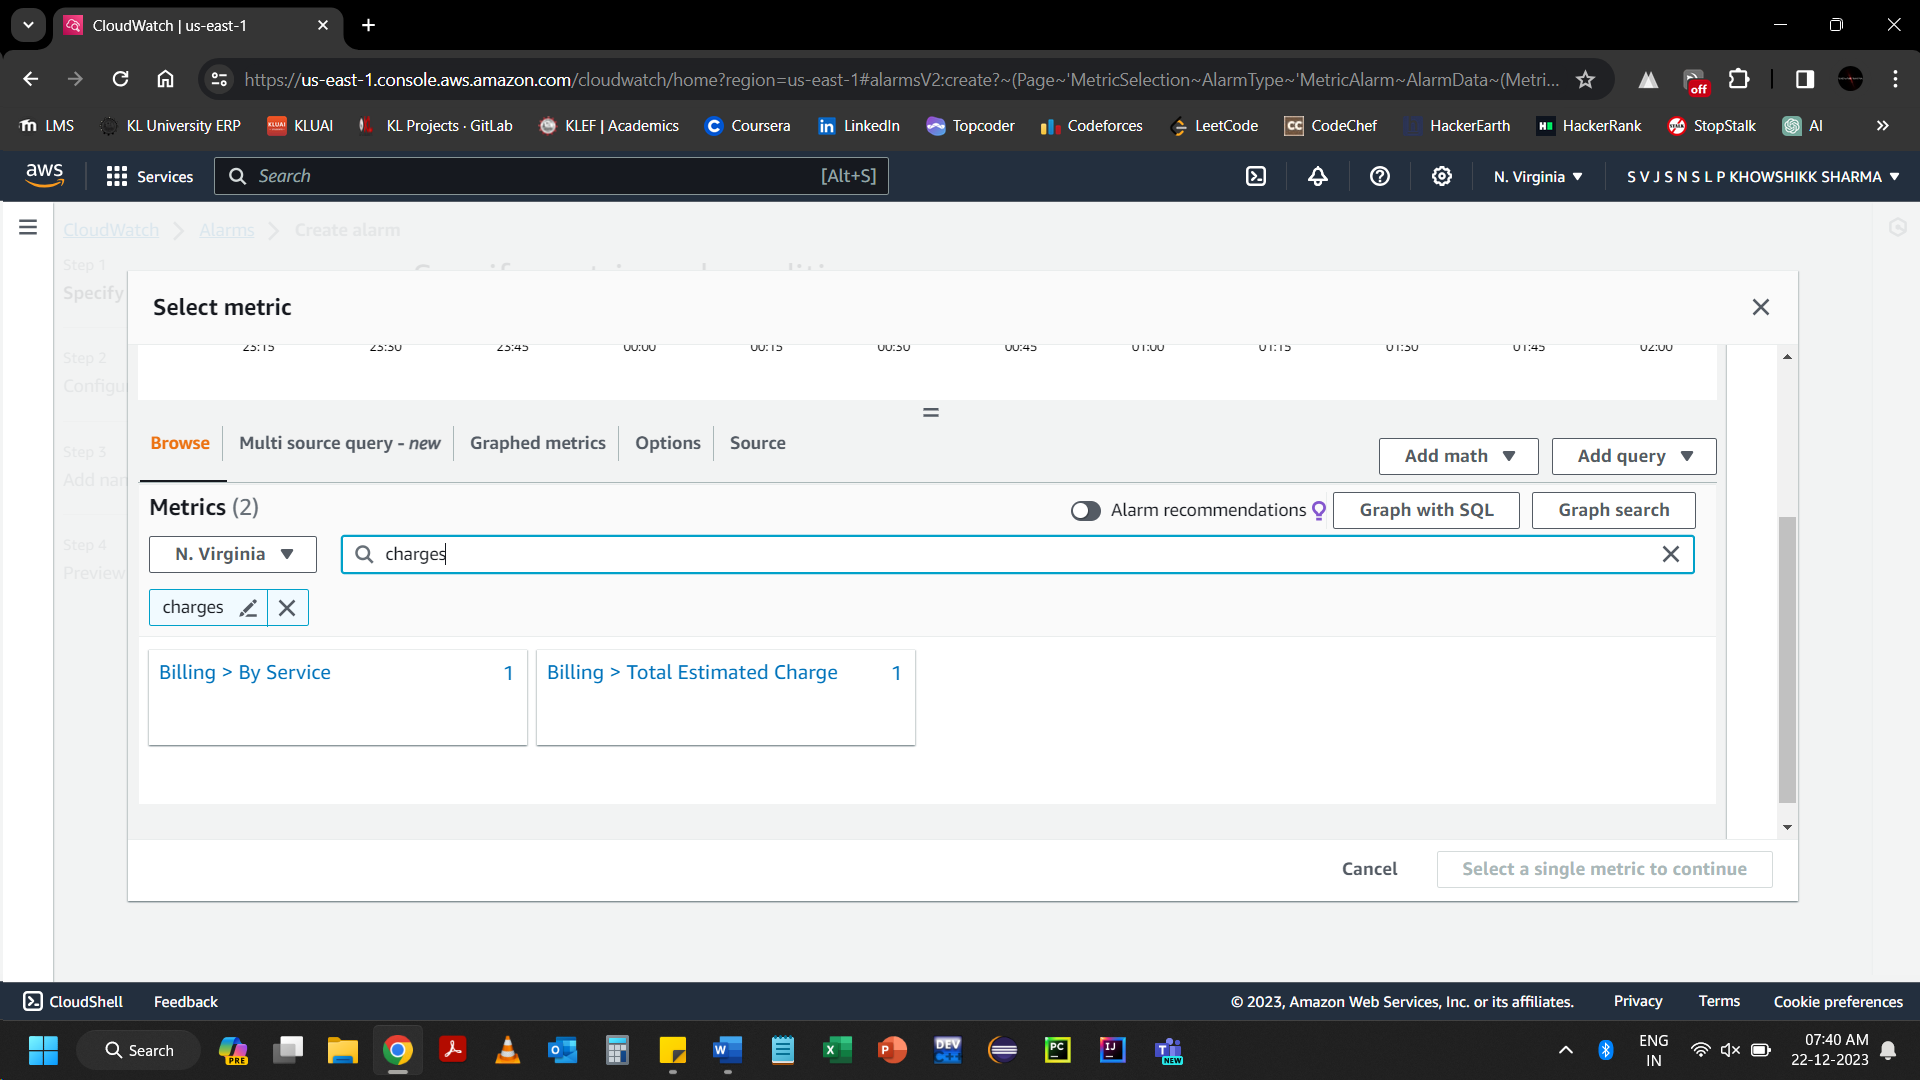 CloudWatch | us-east-1
https://us-east-1.console.aws.amazon.com/cloudwatch/home?region=us-east-1#alarmsV2:create?~(Page~'MetricSelection~AlarmType~'MetricAlarm~AlarmData~(Metri...
off
LMS KL University ERP KLUAI KL Projects · GitLab KLEF | Academics Coursera LinkedIn Topcoder Codeforces LeetCode CodeChef HackerEarth HackerRank StopStalk AI
aws Services Search [Alt+S] N. Virginia S V J S N S L P KHOWSHIKK SHARMA
CloudWatch Alarms Create alarm
Step 1
Specify
Select metric
23:15 23:30 23:45 00:00 00:15 00:30 00:45 01:00 01:15 01:30 01:45 02:00
Step 2
Configu
Browse Multi source query - new Graphed metrics Options Source
Add math Add query
Step 3
Add nam
Metrics (2) Alarm recommendations Graph with SQL Graph search
N. Virginia charges
Step 4
Preview
charges
Billing > By Service 1 Billing > Total Estimated Charge 1
Cancel Select a single metric to continue
CloudShell Feedback © 2023, Amazon Web Services, Inc. or its affiliates. Privacy Terms Cookie preferences
Search PRE DEV C++ PC IJ NEW ENG 07:40 AM
IN 22-12-2023